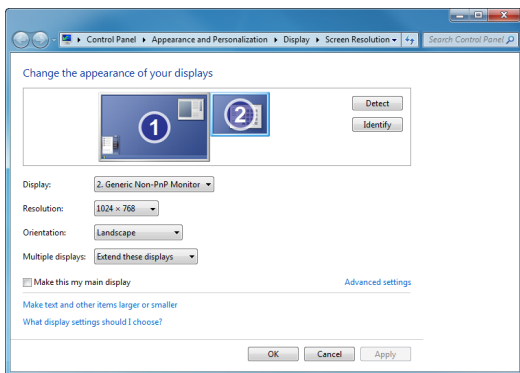 Control Panel ▸ Appearance and Personalization ▸ Display ▸ Screen Resolution
Search Control Panel
Change the appearance of your displays
1
2
Detect
Identify
Display: 2. Generic Non-PnP Monitor
Resolution: 1024 × 768
Orientation: Landscape
Multiple displays: Extend these displays
Make this my main display
Advanced settings
Make text and other items larger or smaller
What display settings should I choose?
OK
Cancel
Apply